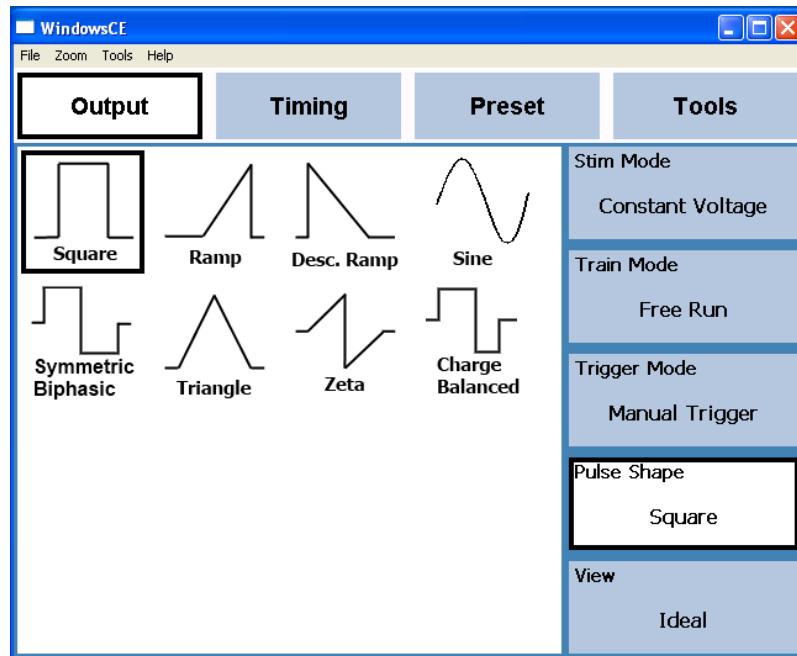 WindowsCE
File Zoom Tools Help
Output Timing Preset Tools
Square Ramp Desc. Ramp Sine
Symmetric
Biphasic
Triangle
Zeta
Charge
Balanced
Stim Mode
Constant Voltage
Train Mode
Free Run
Trigger Mode
Manual Trigger
Pulse Shape
Square
View
Ideal